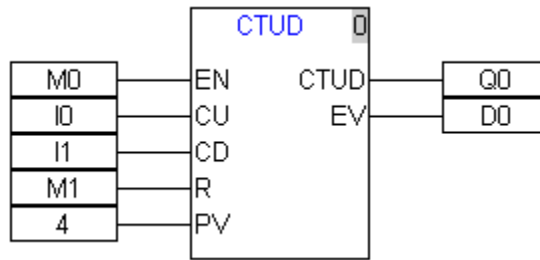 CTUD 0
M0 EN CTUD Q0
I0 CU EV D0
I1 CD
M1 R
4 PV